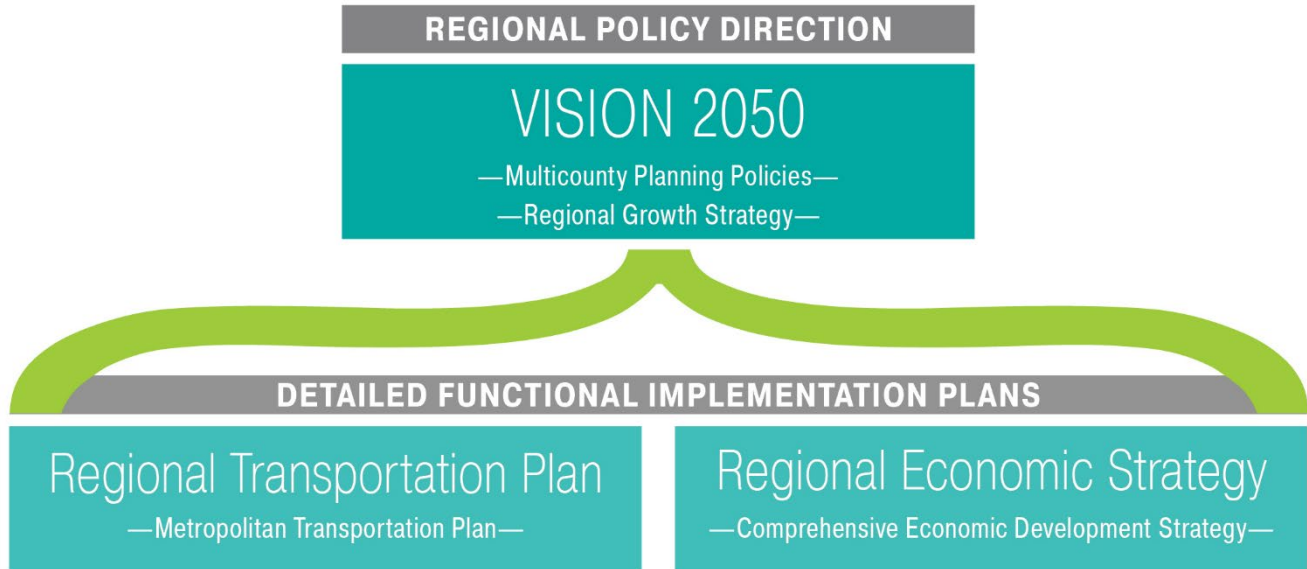 REGIONAL POLICY DIRECTION
VISION 2050
—Multicounty Planning Policies—
—Regional Growth Strategy—
DETAILED FUNCTIONAL IMPLEMENTATION PLANS
Regional Transportation Plan
—Metropolitan Transportation Plan—
Regional Economic Strategy
—Comprehensive Economic Development Strategy—